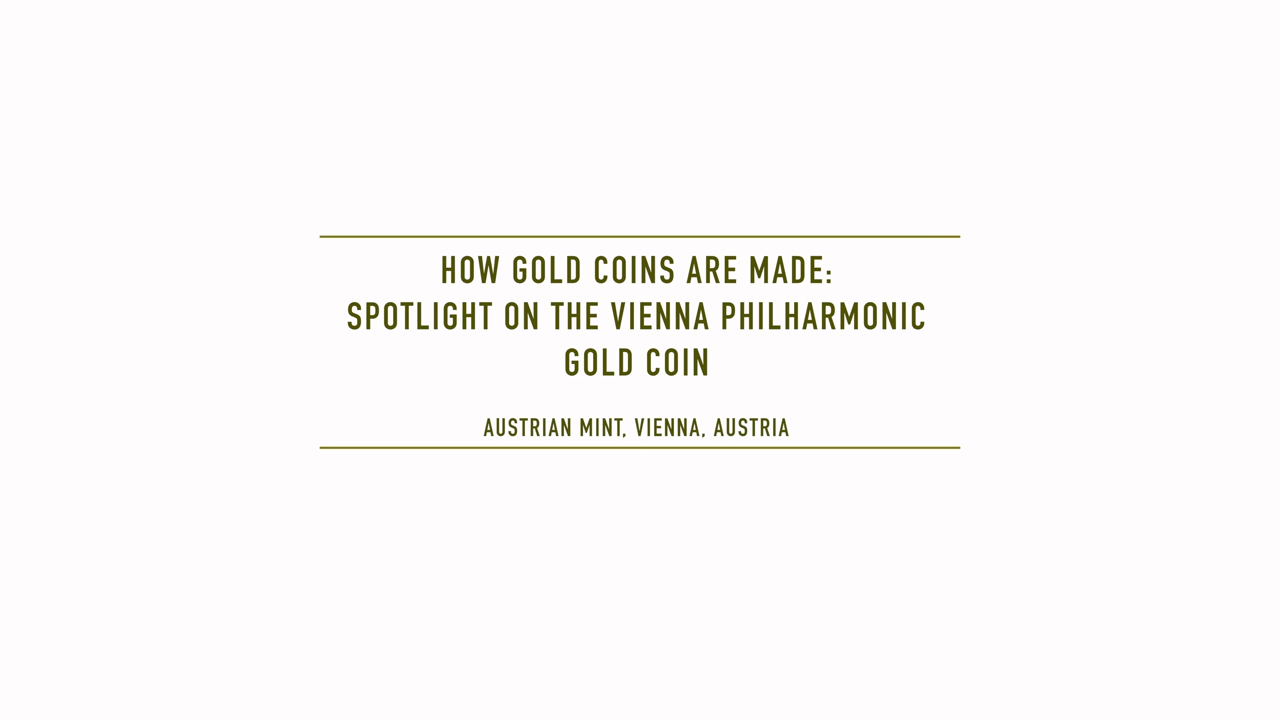 HOW GOLD COINS ARE MADE:
SPOTLIGHT ON THE VIENNA PHILHARMONIC
GOLD COIN
AUSTRIAN MINT, VIENNA, AUSTRIA